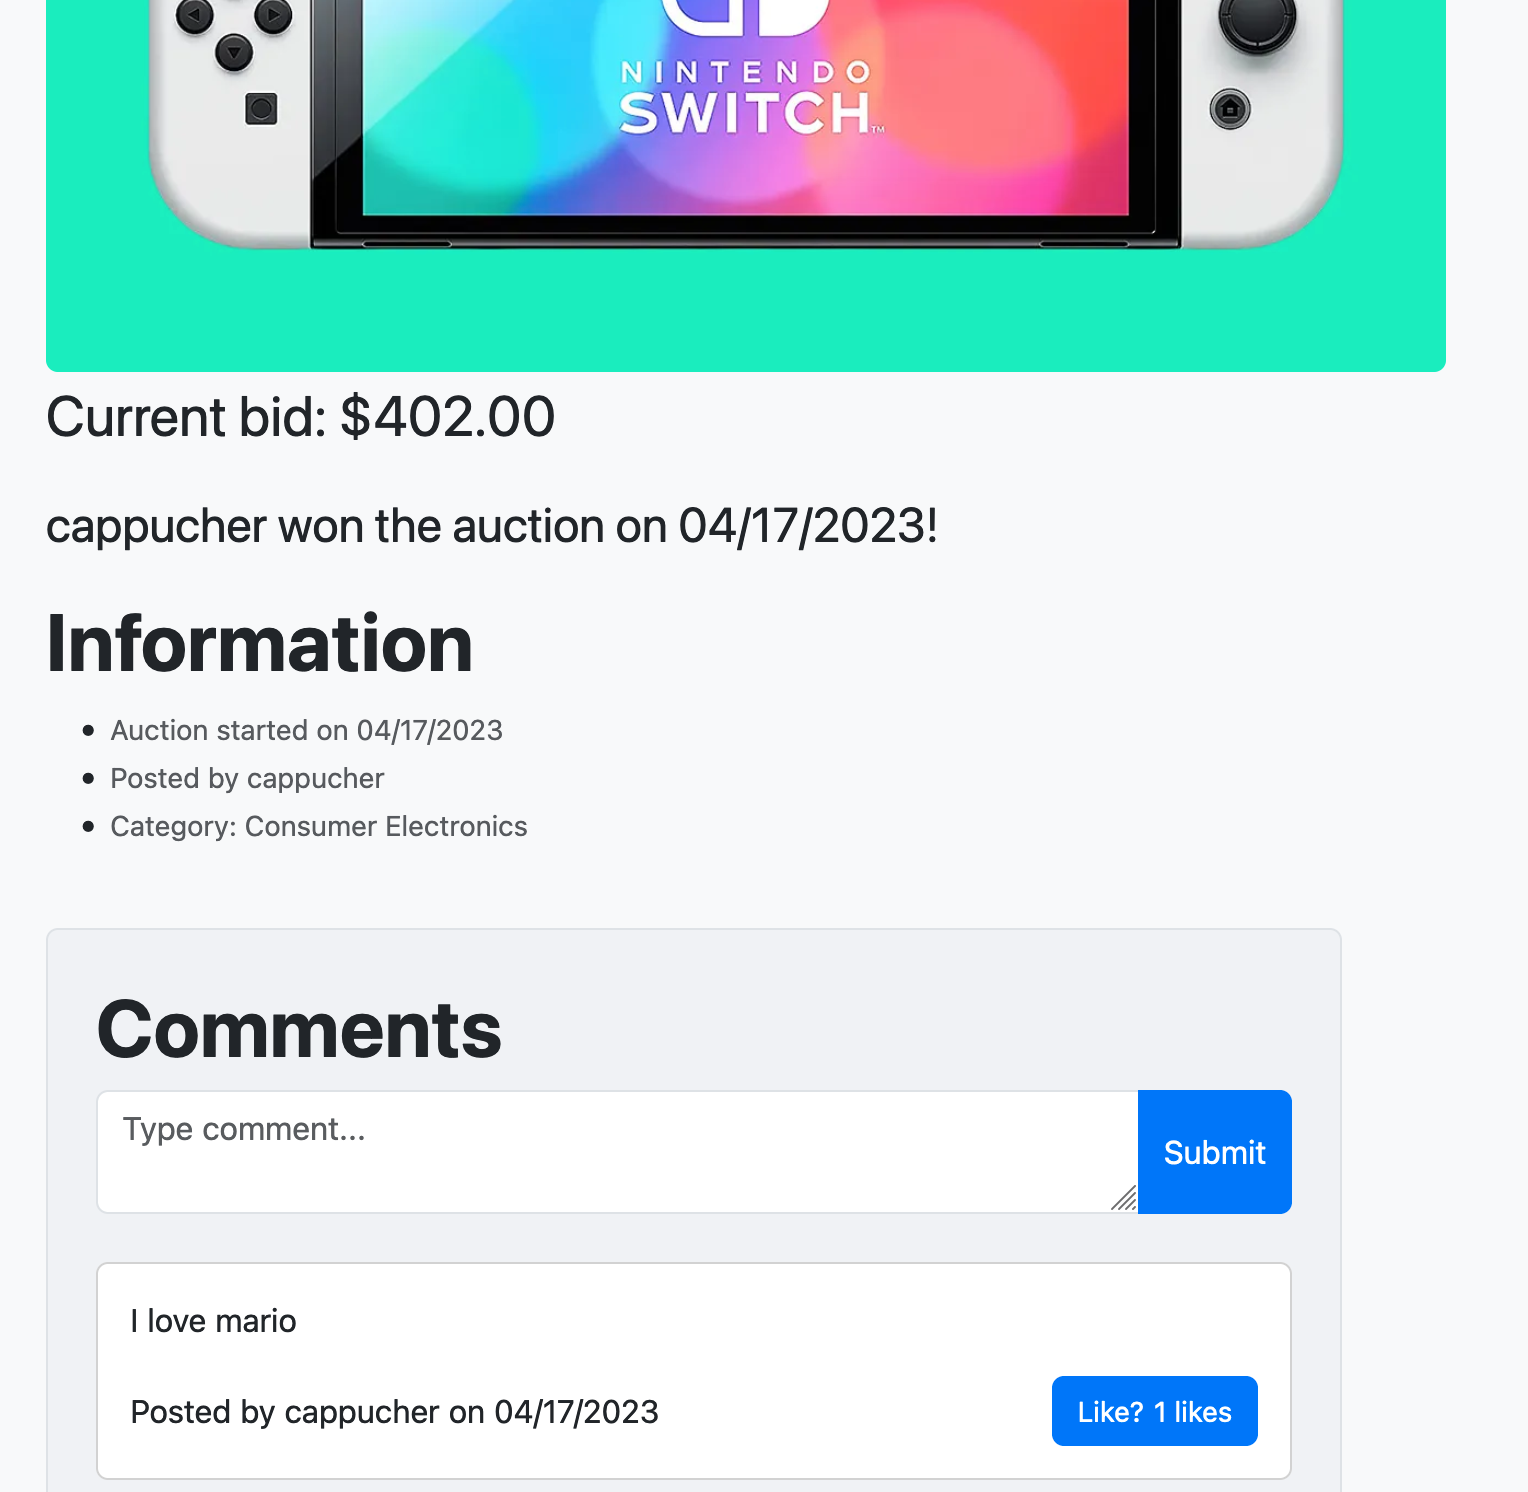 NINTENDO
SWITCH™
Current bid: $402.00
cappucher won the auction on 04/17/2023!
Information
Auction started on 04/17/2023
Posted by cappucher
Category: Consumer Electronics
Comments
Type comment...
Submit
I love mario
Posted by cappucher on 04/17/2023
Like? 1 likes